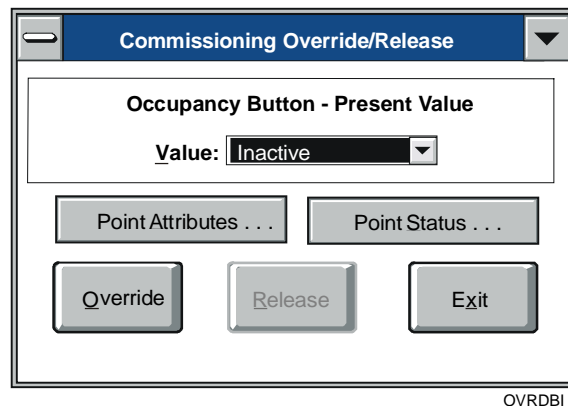 Commissioning Override/Release
Occupancy Button - Present Value
Value: Inactive
Point Attributes . . .
Point Status . . .
Override
Release
Exit
OVRDBI